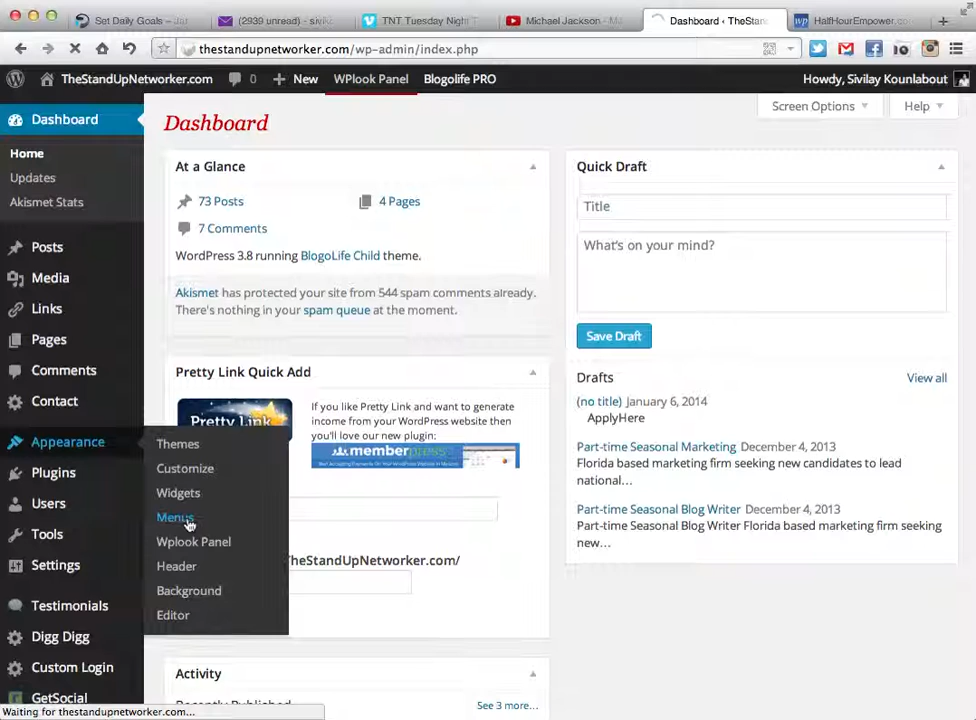 Set Daily Goals – Jar
(2939 unread) - sivik
TNT Tuesday Night T
Michael Jackson - M
Dashboard ‹ TheStan
HalfHourEmpower.co
thestandupnetworker.com/wp-admin/index.php
TheStandUpNetworker.com
0
+ New
WPlook Panel
Blogolife PRO
Howdy, Sivilay Kounlabout
Dashboard
Home
Updates
Akismet Stats
Posts
Media
Links
Pages
Comments
Contact
Appearance
Plugins
Users
Tools
Settings
Testimonials
Digg Digg
Custom Login
GetSocial
Themes
Customize
Widgets
Menus
Wplook Panel
Header
Background
Editor
Dashboard
Screen Options
Help
At a Glance
73 Posts
4 Pages
7 Comments
WordPress 3.8 running BlogoLife Child theme.
Akismet has protected your site from 544 spam comments already.
There's nothing in your spam queue at the moment.
Pretty Link Quick Add
Pretty Link
If you like Pretty Link and want to generate
income from your WordPress website then
you'll love our new plugin:
memberpress
heStandUpNetworker.com/
Activity
Recently Published
See 3 more...
Quick Draft
Title
What's on your mind?
Save Draft
Drafts
View all
(no title) January 6, 2014
ApplyHere
Part-time Seasonal Marketing December 4, 2013
Florida based marketing firm seeking new candidates to lead
national…
Part-time Seasonal Blog Writer December 4, 2013
Part-time Seasonal Blog Writer Florida based marketing firm seeking
new…
Waiting for thestandupnetworker.com...